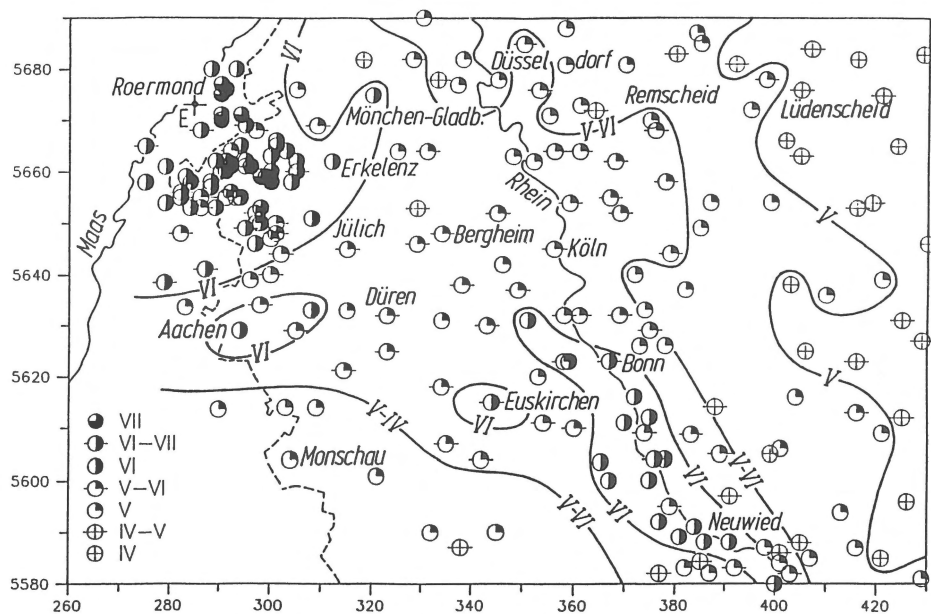 5680
5660
5640
5620
5600
5580
260
280
300
320
340
360
380
400
420
VI
Roermond
E
Düssel dorf
Mönchen-Gladb.
Remscheid
Lüdenscheid
V-VI
Erkelenz
Rhein
Maas
Jülich
Bergheim
Köln
V
VI
Düren
Aachen
VI
Bonn
Euskirchen
VI
V-IV
V
Monschau
V-VI
VI
VI
V-VI
Neuwied
VII
VI–VII
VI
V–VI
V
IV–V
IV